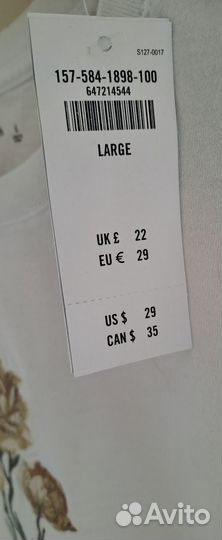 S127-0017
157-584-1898-100
647214544
LARGE
UK £ 22
EU € 29
US $ 29
CAN $ 35
Avito